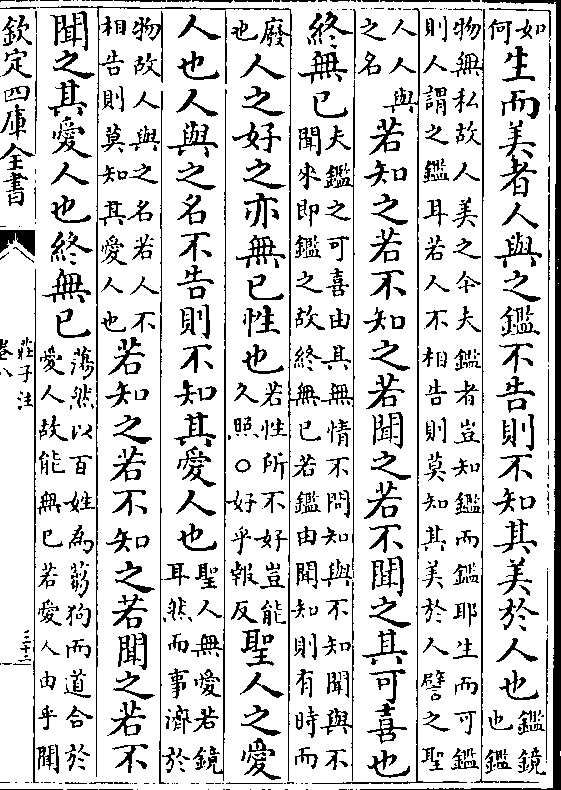 如何生而美者人與之鑑不告則不知其美於人也鑑鏡也鑑
物無私故人美之今夫鑑者豈知鑑而鑑耶生而可鑑
則人謂之鑑耳若人不相告則莫知其美於人譬之聖
人人與之名若知之若不知之若聞之若不聞之其可喜也
終無已夫鑑之可喜由其無情不問知與不知聞與不聞來即鑑之故終無已若鑑由聞知則有時而
廢也人之好之亦無已性也若性所不好豈能久照○好乎報反聖人之愛
人也人與之名不告則不知其愛人也聖人無愛若鏡耳然而事濟於
物故人與之名若人不相告則莫知其愛人也若知之若不知之若聞之若不
聞之其愛人也終無已蕩然以百姓為蒭狗而道合於愛人故能無已若愛人由乎聞
欽定四庫全書
莊子注
卷八
三十二